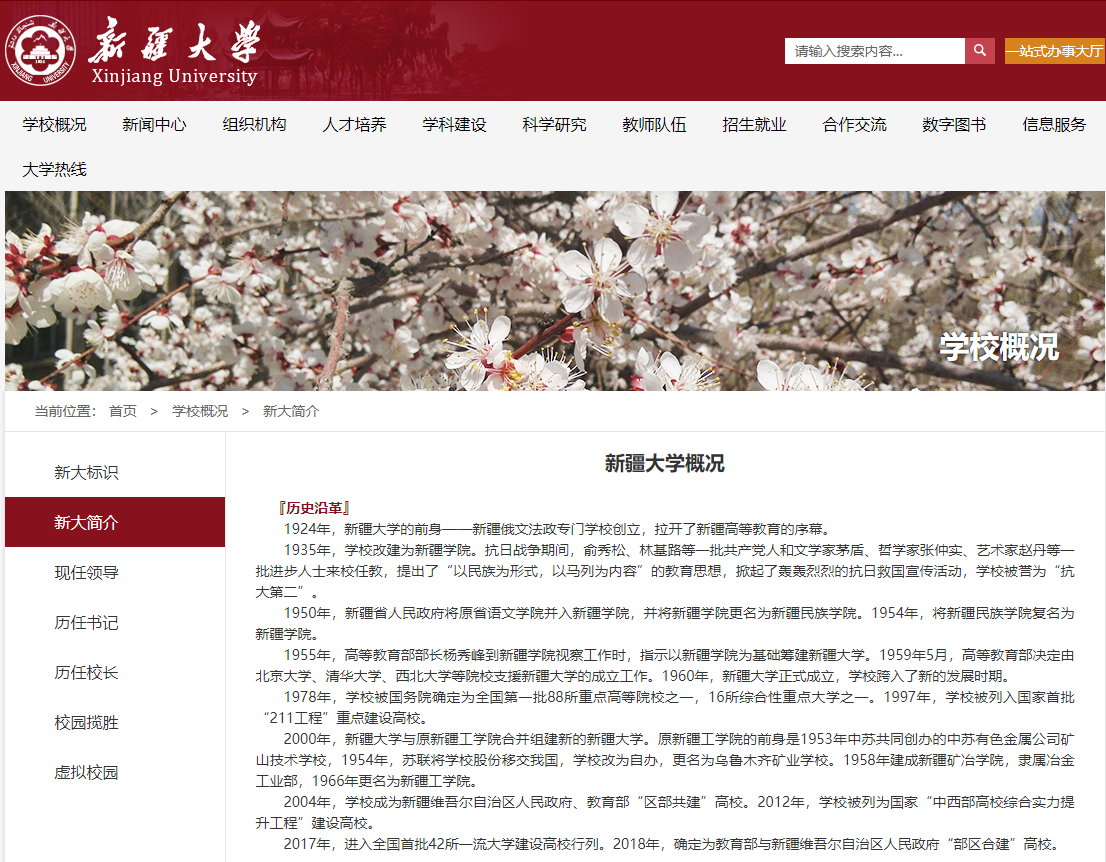 新疆大学
Xinjiang University
请输入搜索内容...
一站式办事大厅
学校概况 新闻中心 组织机构 人才培养 学科建设 科学研究 教师队伍 招生就业 合作交流 数字图书 信息服务
大学热线
学校概况
当前位置： 首页 > 学校概况 > 新大简介
新大标识
新大简介
现任领导
历任书记
历任校长
校园揽胜
虚拟校园
新疆大学概况
『历史沿革』
1924年，新疆大学的前身——新疆俄文法政专门学校创立，拉开了新疆高等教育的序幕。
1935年，学校改建为新疆学院。抗日战争期间，俞秀松、林基路等一批共产党人和文学家茅盾、哲学家张仲实、艺术家赵丹等一
批进步人士来校任教，提出了“以民族为形式，以马列为内容”的教育思想，掀起了轰轰烈烈的抗日救国宣传活动，学校被誉为“抗
大第二”。
1950年，新疆省人民政府将原省语文学院并入新疆学院，并将新疆学院更名为新疆民族学院。1954年，将新疆民族学院复名为
新疆学院。
1955年，高等教育部部长杨秀峰到新疆学院视察工作时，指示以新疆学院为基础筹建新疆大学。1959年5月，高等教育部决定由
北京大学、清华大学、西北大学等院校支援新疆大学的成立工作。1960年，新疆大学正式成立，学校跨入了新的发展时期。
1978年，学校被国务院确定为全国第一批88所重点高等院校之一，16所综合性重点大学之一。1997年，学校被列入国家首批
“211工程”重点建设高校。
2000年，新疆大学与原新疆工学院合并组建新的新疆大学。原新疆工学院的前身是1953年中苏共同创办的中苏有色金属公司矿
山技术学校，1954年，苏联将学校股份移交我国，学校改为自办，更名为乌鲁木齐矿业学校。1958年建成新疆矿冶学院，隶属冶金
工业部，1966年更名为新疆工学院。
2004年，学校成为新疆维吾尔自治区人民政府、教育部“区部共建”高校。2012年，学校被列为国家“中西部高校综合实力提
升工程”建设高校。
2017年，进入全国首批42所一流大学建设高校行列。2018年，确定为教育部与新疆维吾尔自治区人民政府“部区合建”高校。